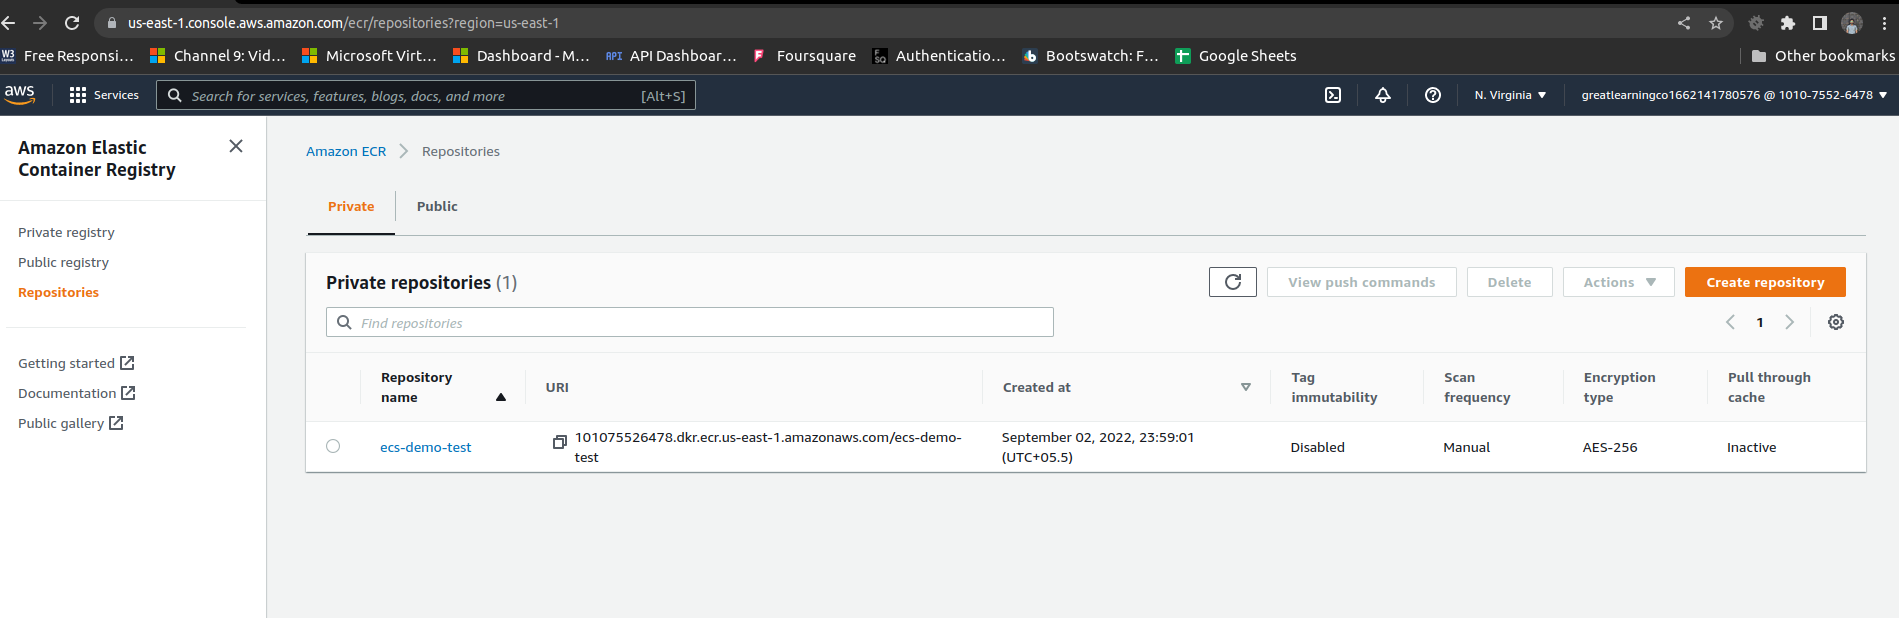 us-east-1.console.aws.amazon.com/ecr/repositories?region=us-east-1
W3 Free Responsi... Channel 9: Vid... Microsoft Virt... Dashboard - M... API API Dashboar... Foursquare FSQ Authenticatio... b Bootswatch: F... Google Sheets Other bookmarks
aws Services Search for services, features, blogs, docs, and more [Alt+S] N. Virginia greatlearningco1662141780576 @ 1010-7552-6478
Amazon Elastic
Container Registry
Private registry
Public registry
Repositories
Getting started
Documentation
Public gallery
Amazon ECR Repositories
Private Public
Private repositories (1)
View push commands Delete Actions Create repository
Find repositories
1
Repository
name
URI
Created at
Tag
immutability
Scan
frequency
Encryption
type
Pull through
cache
ecs-demo-test
101075526478.dkr.ecr.us-east-1.amazonaws.com/ecs-demo-
test
September 02, 2022, 23:59:01
(UTC+05.5)
Disabled
Manual
AES-256
Inactive